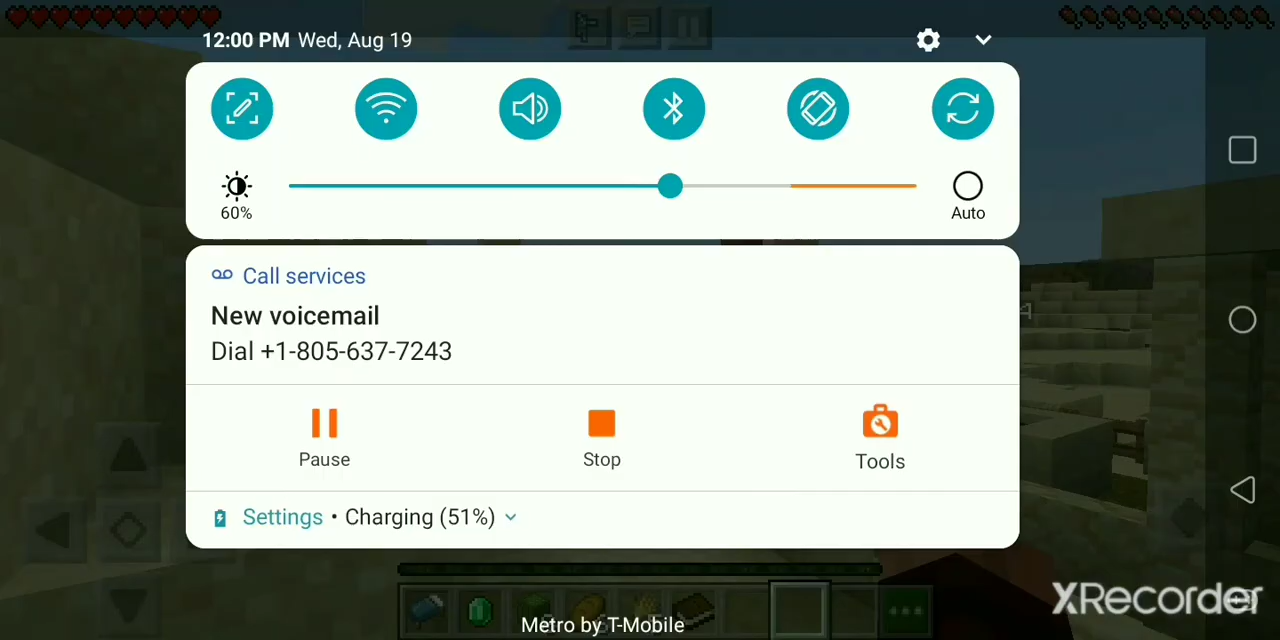 12:00 PM Wed, Aug 19
60%
Auto
Call services
New voicemail
Dial +1-805-637-7243
Pause
Stop
Tools
Settings • Charging (51%)
Metro by T-Mobile
XRecorder